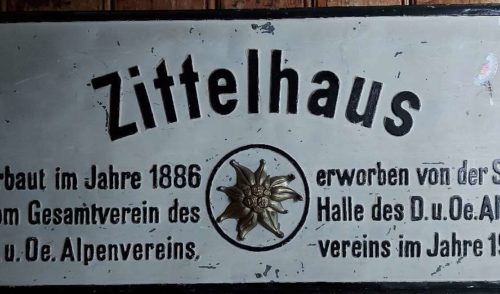 Zittelhaus
rbaut im Jahre 1886
om Gesamtverein des
u. Oe. Alpenvereins.
erworben von der S
Halle des D.u.Oe.Al
vereins im Jahre 19